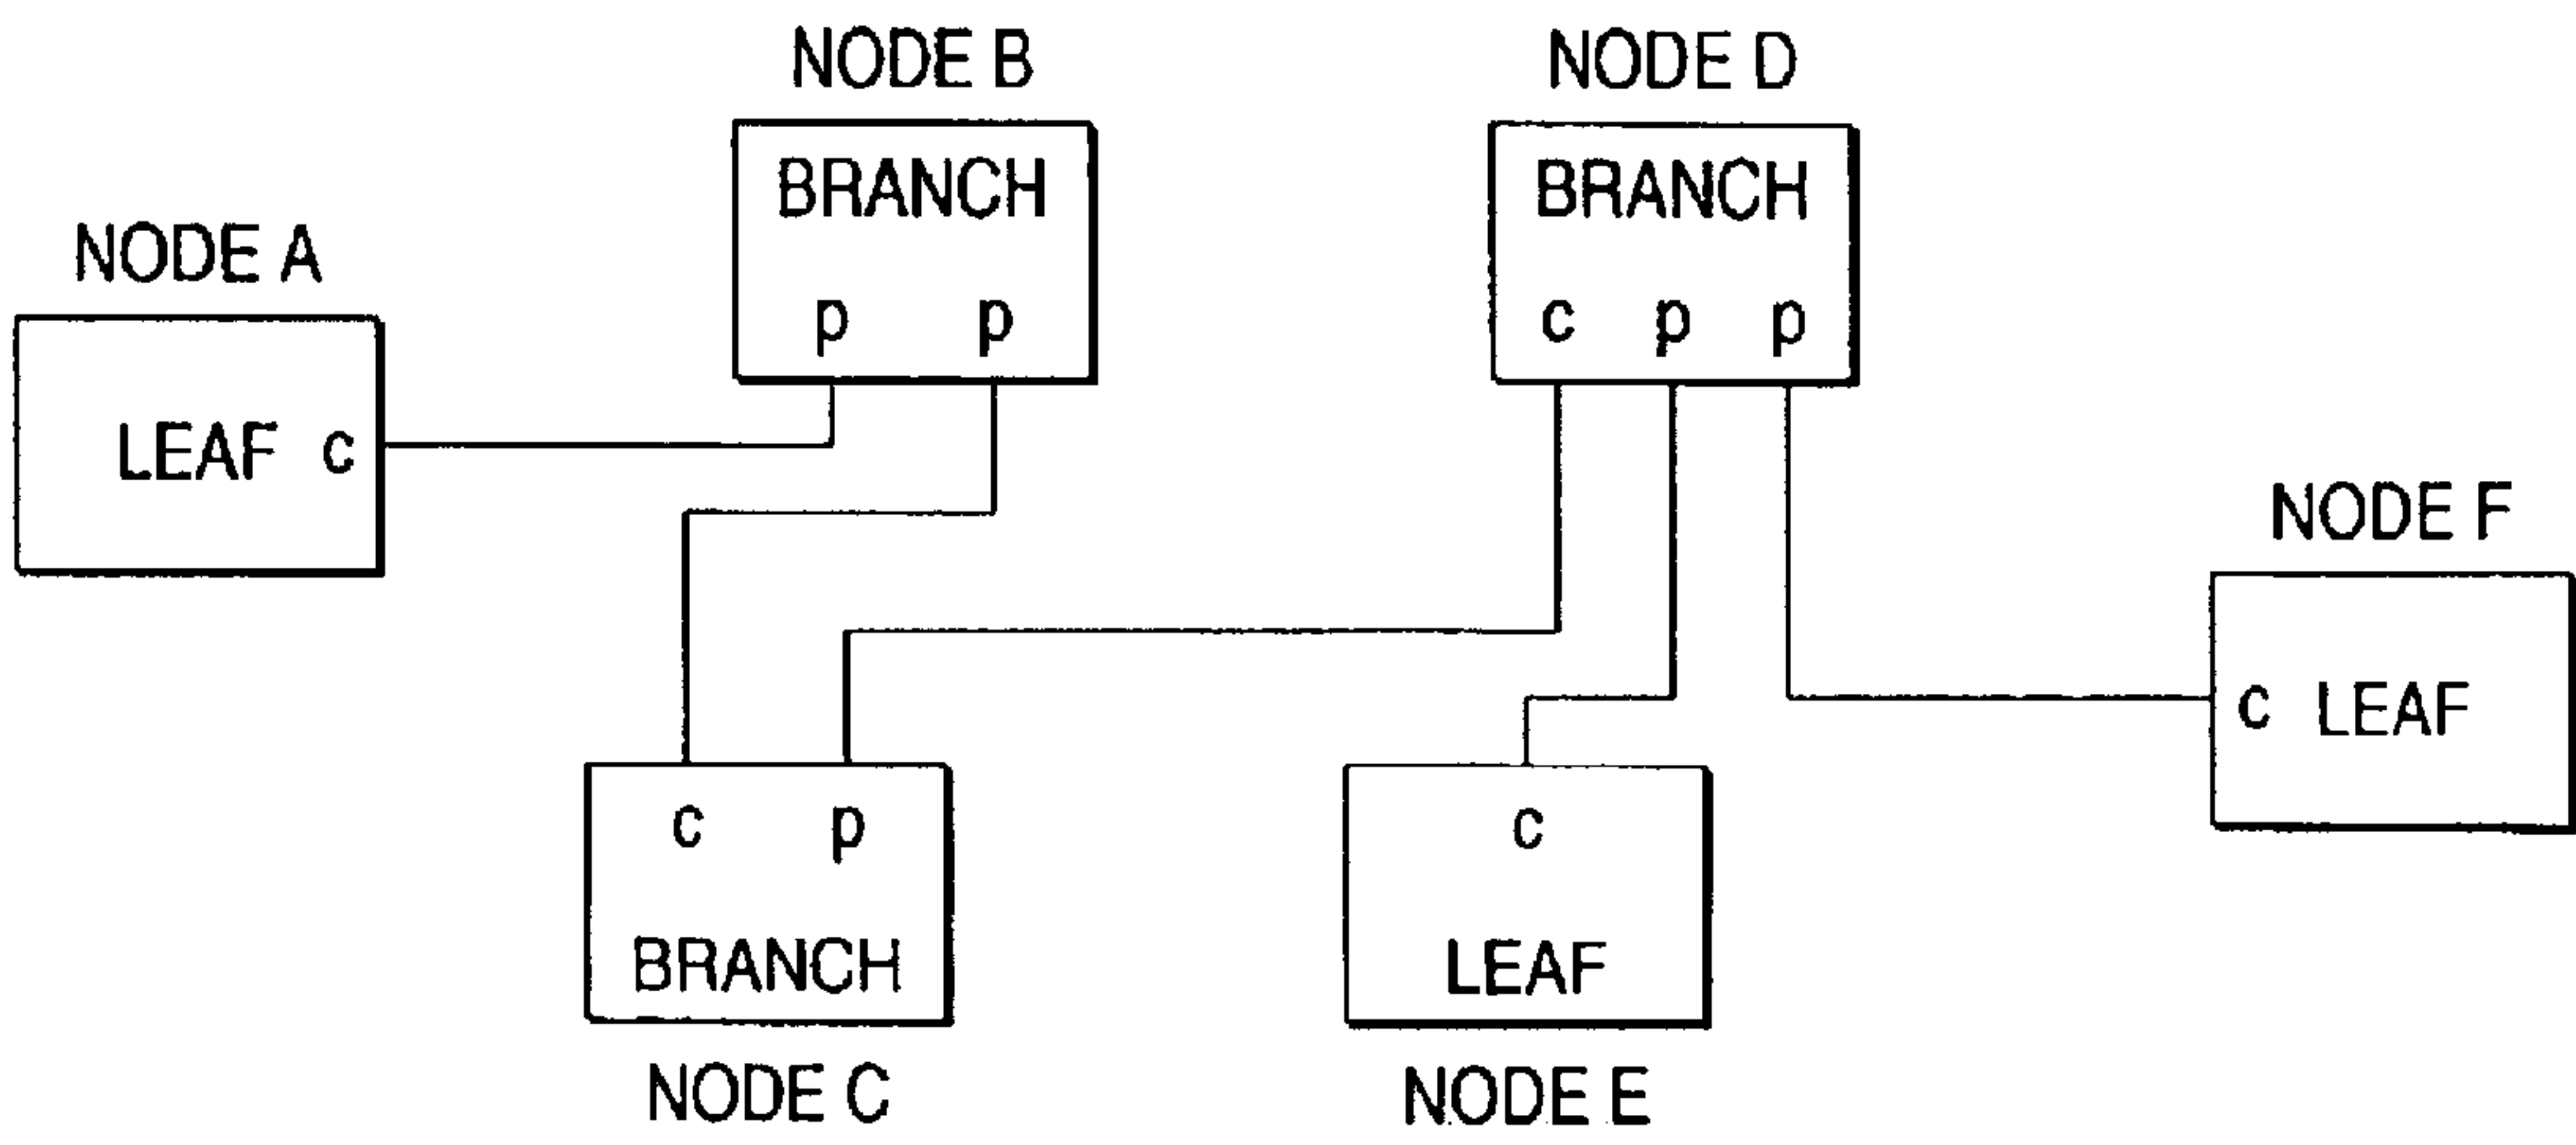 NODE B
NODE D
BRANCH
BRANCH
NODE A
p p
c p p
LEAF c
NODE F
c LEAF
c p
c
BRANCH
LEAF
NODE C
NODE E